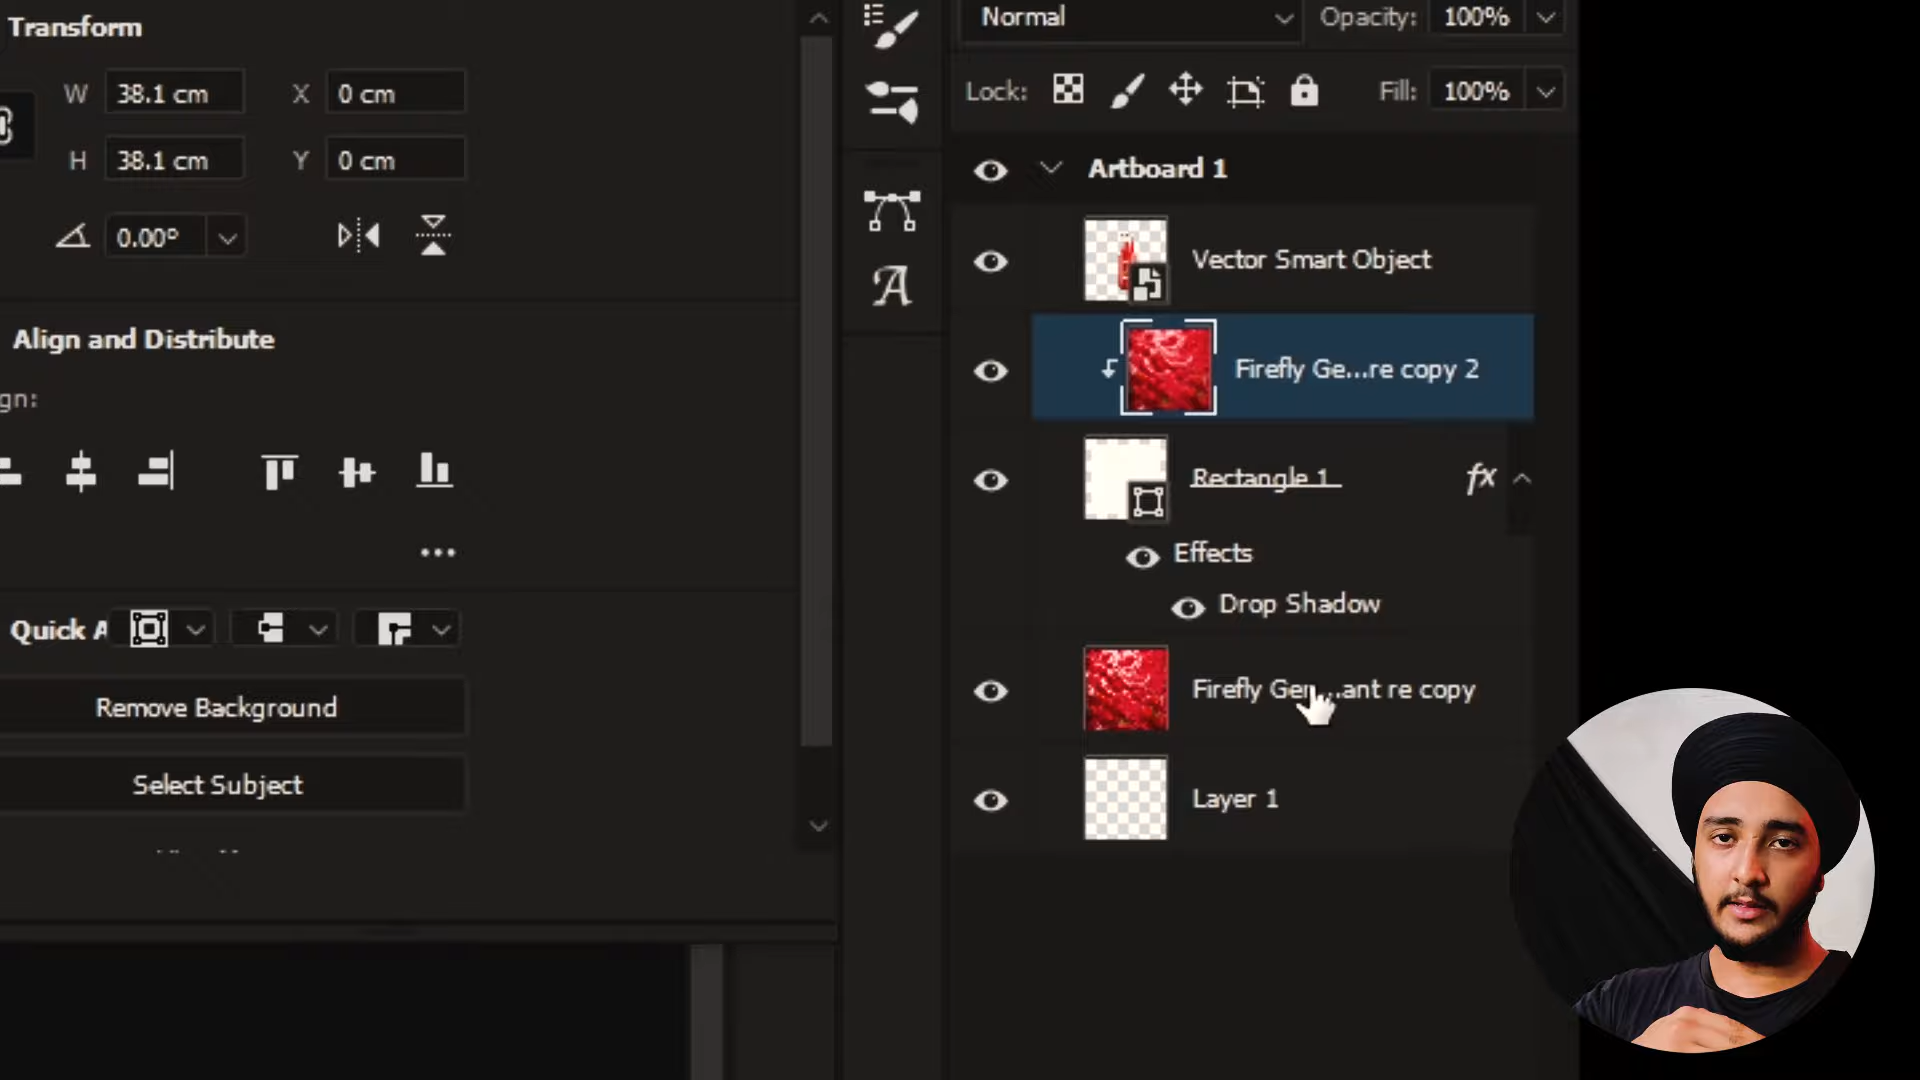 Transform
W 38.1 cm X 0 cm
H 38.1 cm Y 0 cm
0.00°
Align and Distribute
gn:
Quick A
Remove Background
Select Subject
A
Normal Opacity: 100%
Lock: Fill: 100%
Artboard 1
Vector Smart Object
Firefly Ge...re copy 2
Rectangle 1 fx
Effects
Drop Shadow
Firefly Gen...ant re copy
Layer 1